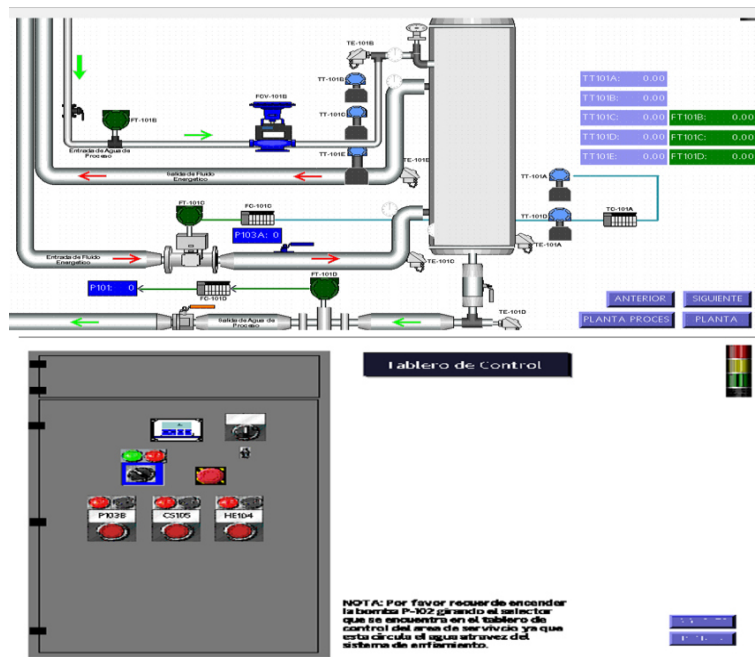 TE-101B
FCV-101B
TT-101B
FT-101B
TT-101C
Entrada de Agua de
Proceso
TT-101E
TE-101E
Salida de Fluido
Energetico
TT101A: 0.00
TT101B: 0.00
TT101C: 0.00 FT101B: 0.00
TT101D: 0.00 FT101C: 0.00
TT101E: 0.00 FT101D: 0.00
TT-101A
FT-101D
FC-101D
TT-101D
TC-101A
P103A: 0
TE-101A
Entrada de Fluido
Energetico
TE-101D
FT-101D
P101: 0
FC-101D
Salida de Agua de
Proceso
TE-101D
ANTERIOR SIGUIENTE
PLANTA PROCES PLANTA
Tablero de Control
P103B CS105 HE104
NOTA: Por favor recuerde encender
la bomba P-102 girando el selector
que se encuentra en el tablero de
control del area de servivcio ya que
esta circula el agua atravez del
sistema de enfiamiento.